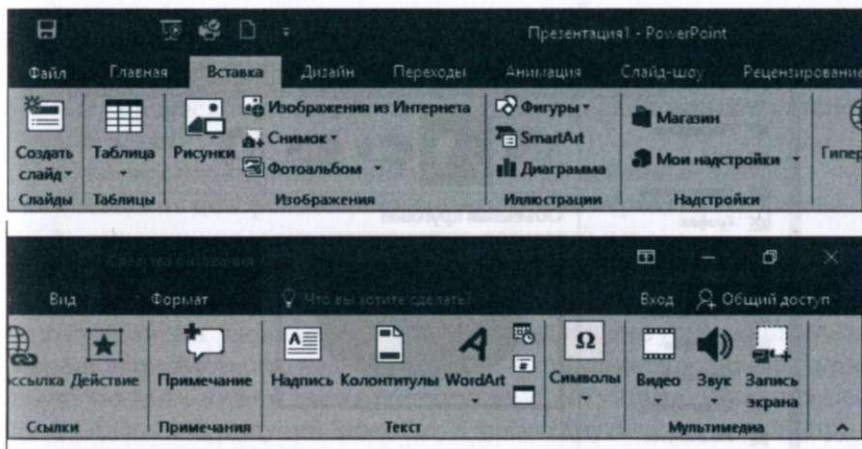 Презентация1 - PowerPoint
Файл Главная Вставка Дизайн Переходы Анимация Слайд-шоу Рецензирование
Изображения из Интернета Фигуры
Снимок SmartArt Магазин
Создать слайд Таблица Рисунки Фотоальбом Диаграмма Мои надстройки Гипер
Слайды Таблицы Изображения Иллюстрации Надстройки
Средства рисования
Вид Формат Что вы хотите сделать? Вход Общий доступ
ссылка Действие Примечание Надпись Колонтитулы WordArt Символы Видео Звук Запись
экрана
Ссылки Примечания Текст Мультимедиа